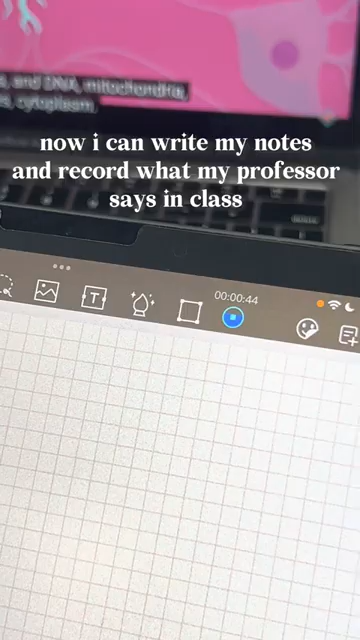 and DNA, mitochondria,
cytoplasm,
now i can write my notes
and record what my professor
says in class
00:00:44
T